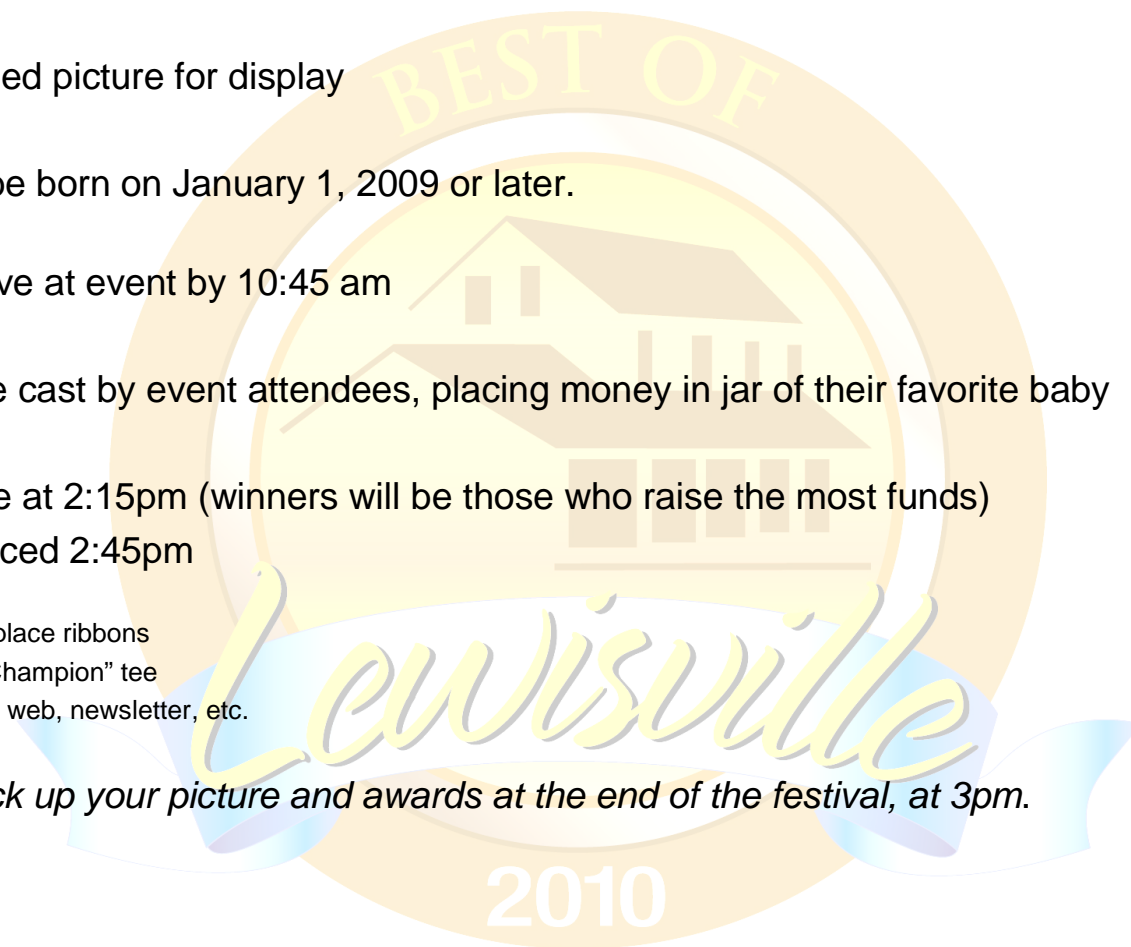 BEST OF
ed picture for display
be born on January 1, 2009 or later.
ve at event by 10:45 am
e cast by event attendees, placing money in jar of their favorite baby
e at 2:15pm (winners will be those who raise the most funds)
ced 2:45pm
place ribbons
Champion” tee
web, newsletter, etc.
Lewisville
ck up your picture and awards at the end of the festival, at 3pm.
2010